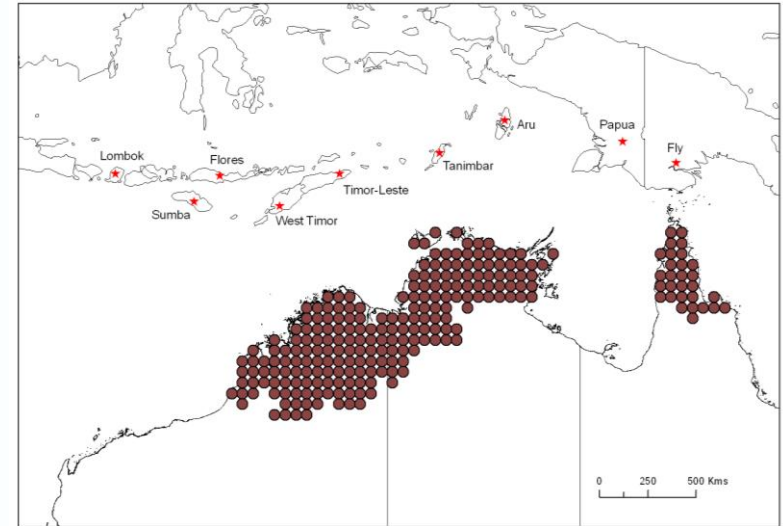 Aru
Papua
Fly
Lombok
Flores
Tanimbar
Timor-Leste
Sumba
West Timor
0 250 500 Kms